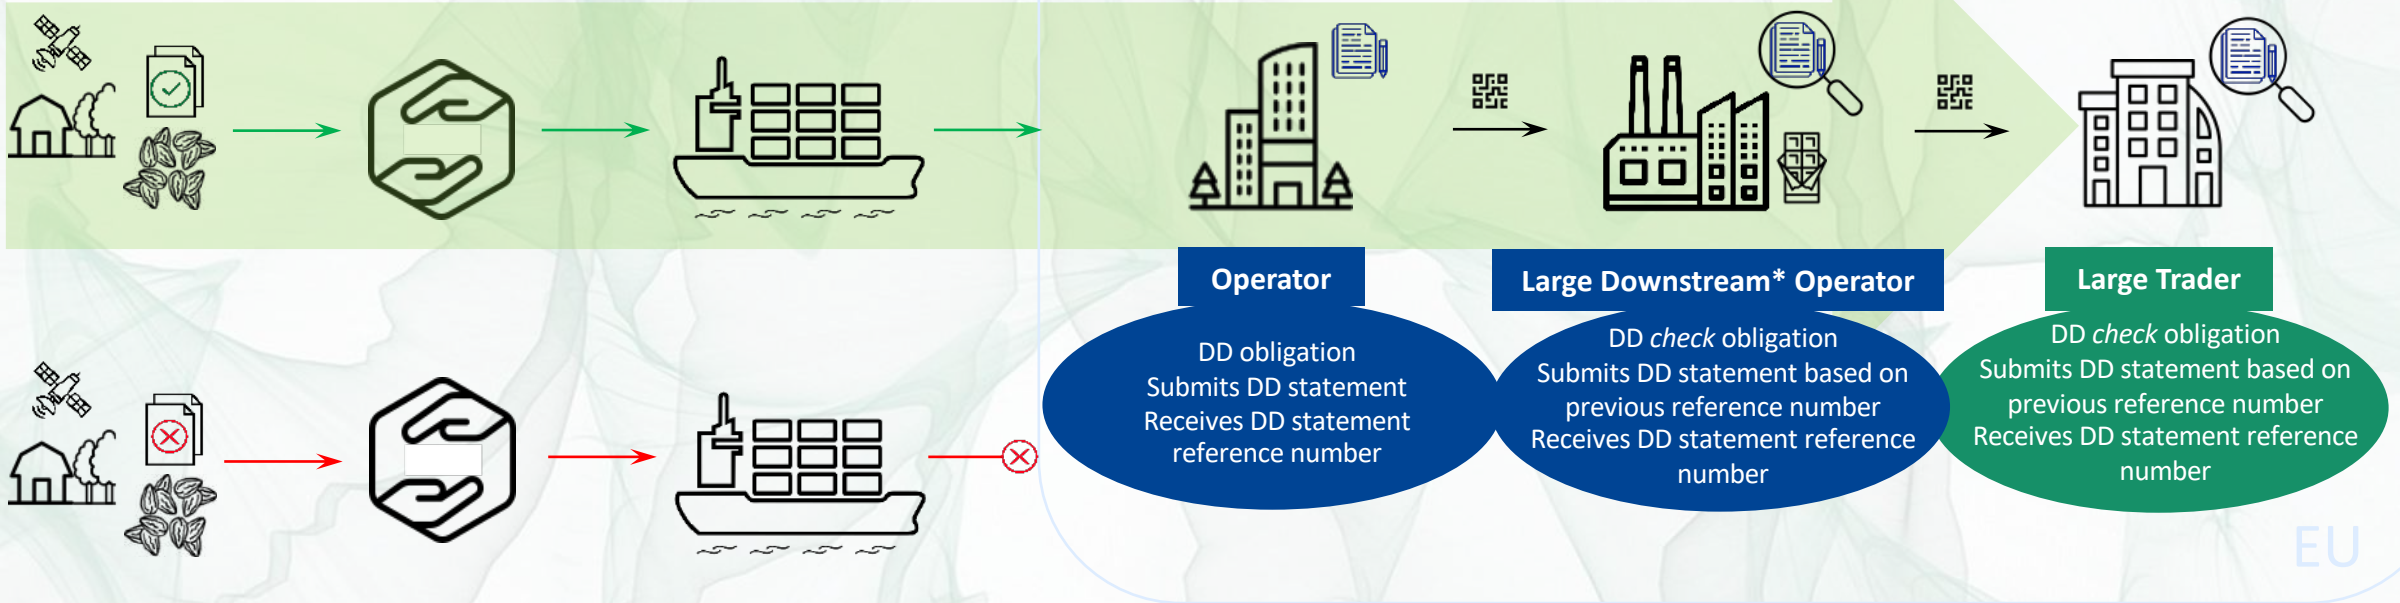 Operator
DD obligation
Submits DD statement
Receives DD statement
reference number
Large Downstream* Operator
DD check obligation
Submits DD statement based on
previous reference number
Receives DD statement reference
number
Large Trader
DD check obligation
Submits DD statement based on
previous reference number
Receives DD statement reference
number
EU